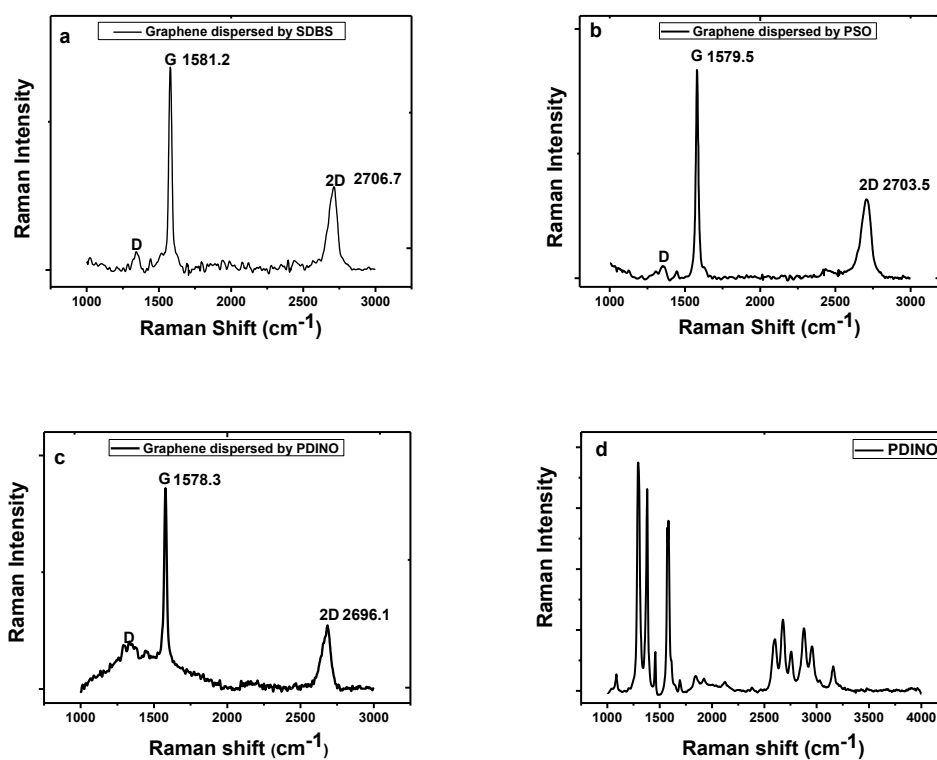 a
Graphene dispersed by SDBS
G 1581.2
2D 2706.7
D
Raman Intensity
1000 1500 2000 2500 3000
Raman Shift (cm-1)
b
Graphene dispersed by PSO
G 1579.5
2D 2703.5
D
Raman Intensity
1000 1500 2000 2500 3000
Raman Shift (cm-1)
c
Graphene dispersed by PDINO
G 1578.3
2D 2696.1
D
Raman Intensity
1000 1500 2000 2500 3000
Raman shift (cm-1)
d
PDINO
Raman Intensity
1000 1500 2000 2500 3000 3500 4000
Raman shift (cm-1)